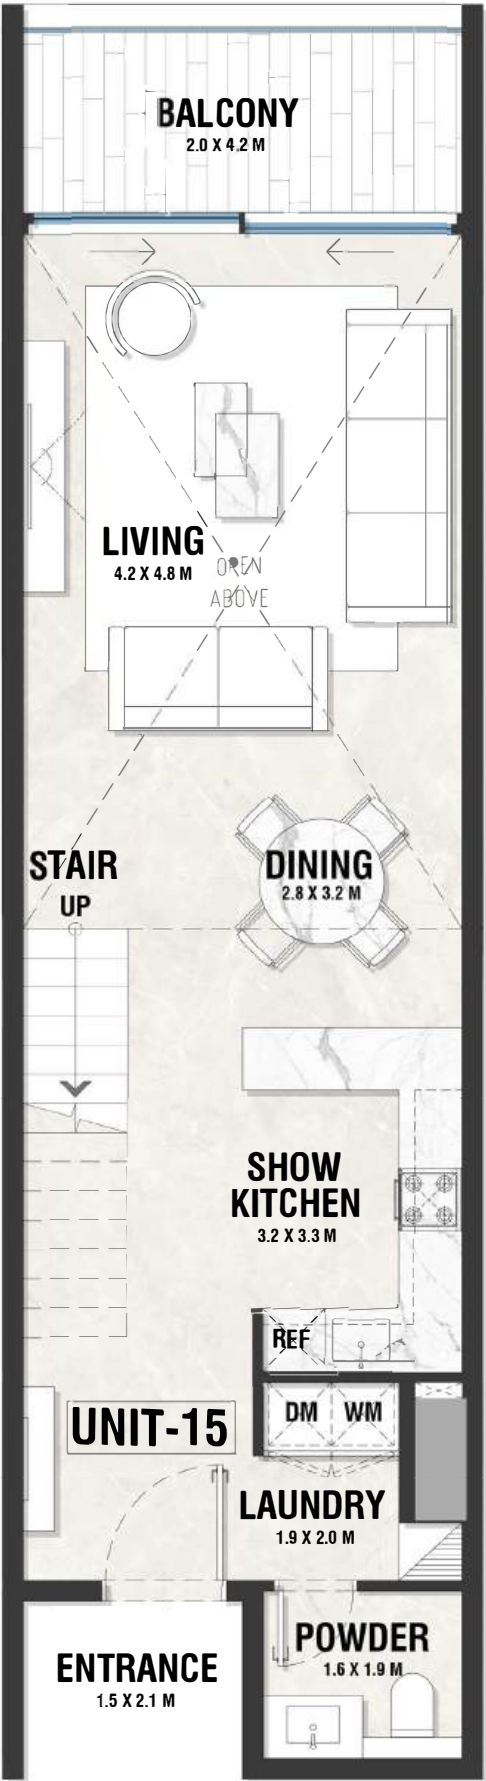 BALCONY
2.0 X 4.2 M
LIVING
4.2 X 4.8 M
OPEN
ABOVE
STAIR
UP
DINING
2.8 X 3.2 M
SHOW
KITCHEN
3.2 X 3.3 M
REF
DM WM
UNIT-15
LAUNDRY
1.9 X 2.0 M
POWDER
1.6 X 1.9 M
ENTRANCE
1.5 X 2.1 M